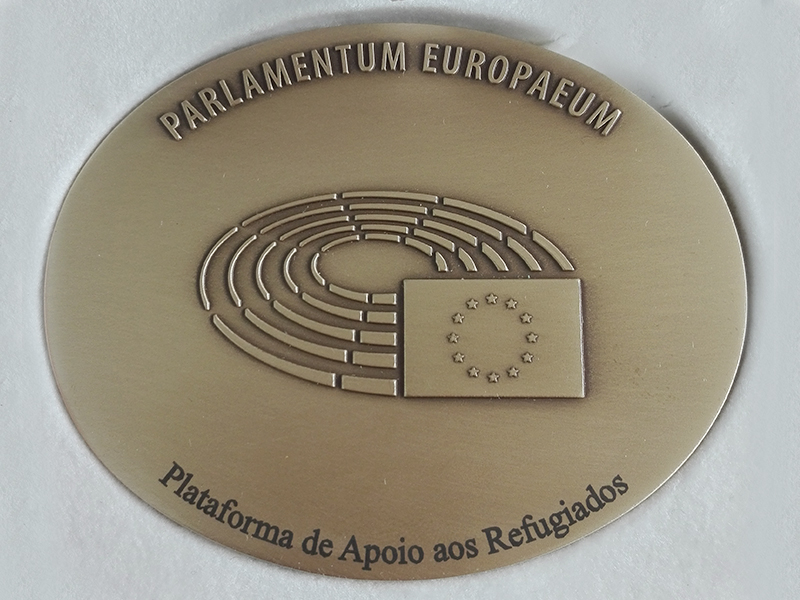 PARLAMENTUM EUROPAEUM
Plataforma de Apoio aos Refugiados